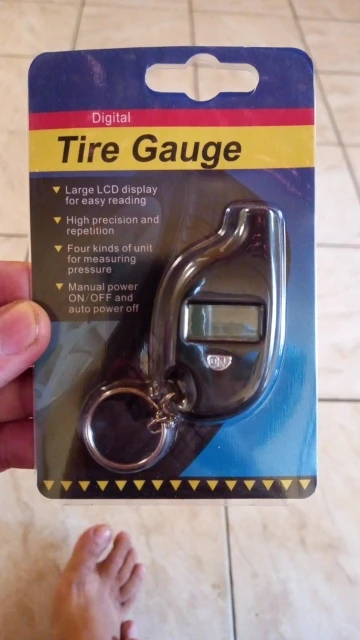 Digital
Tire Gauge
Large LCD display
for easy reading
High precision and
repetition
Four kinds of unit
for measuring
pressure
Manual power
ON/OFF and
auto power off